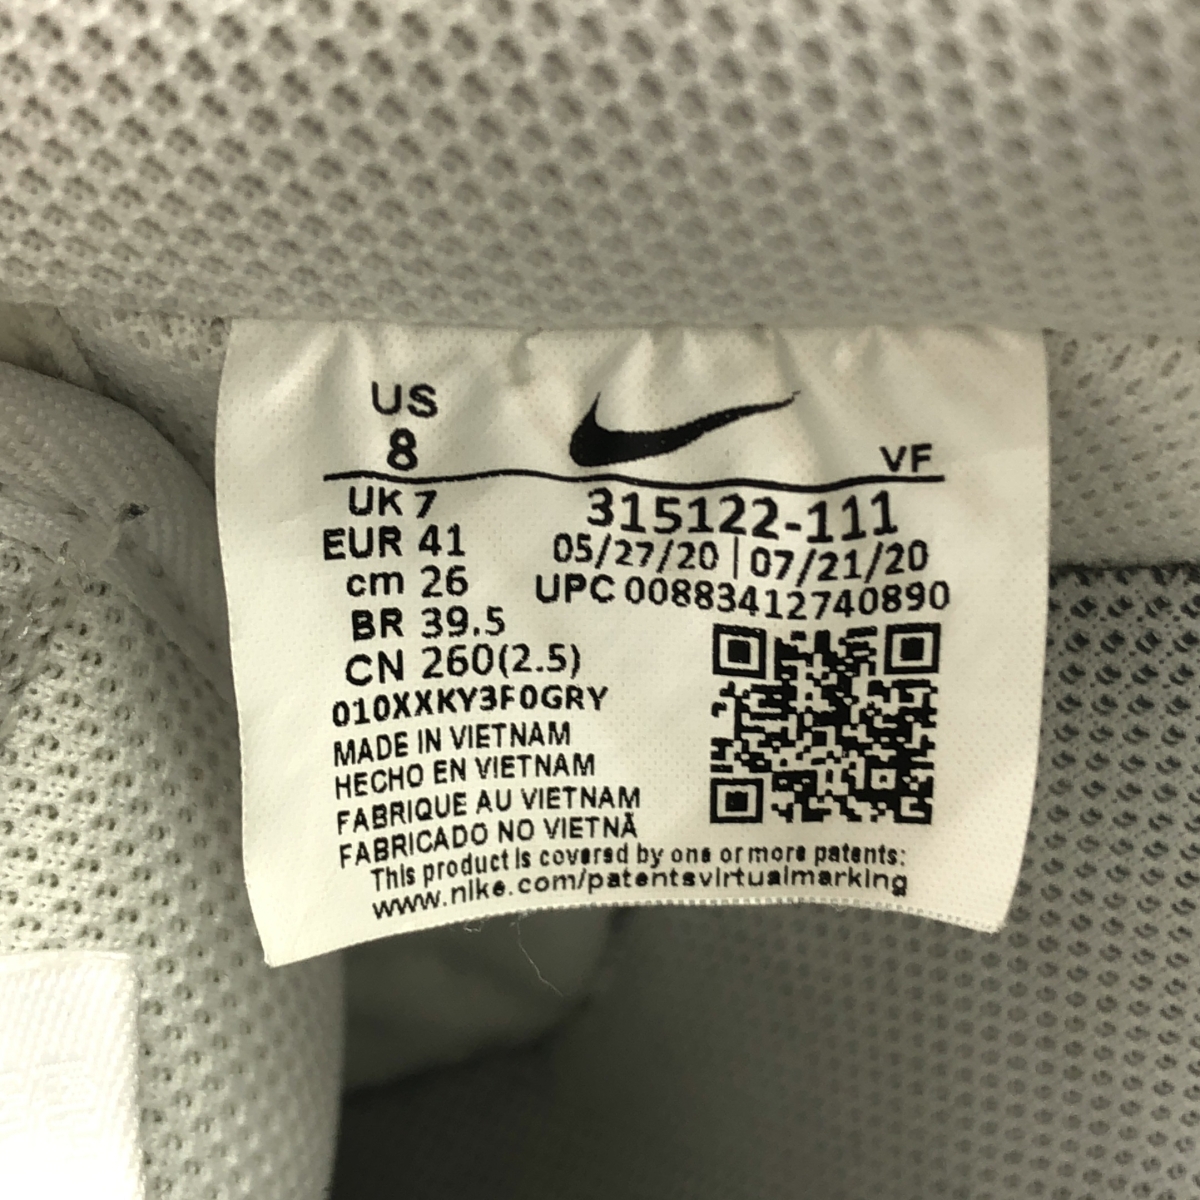 US
8
VF
UK 7
EUR 41
cm 26
BR 39.5
CN 260(2.5)
315122-111
05/27/20 | 07/21/20
UPC 00883412740890
010XXKY3F0GRY
MADE IN VIETNAM
HECHO EN VIETNAM
FABRIQUE AU VIETNAM
FABRICADO NO VIETNÃ
This product is covered by one or more patents:
www.nike.com/patentsvirtualmarking